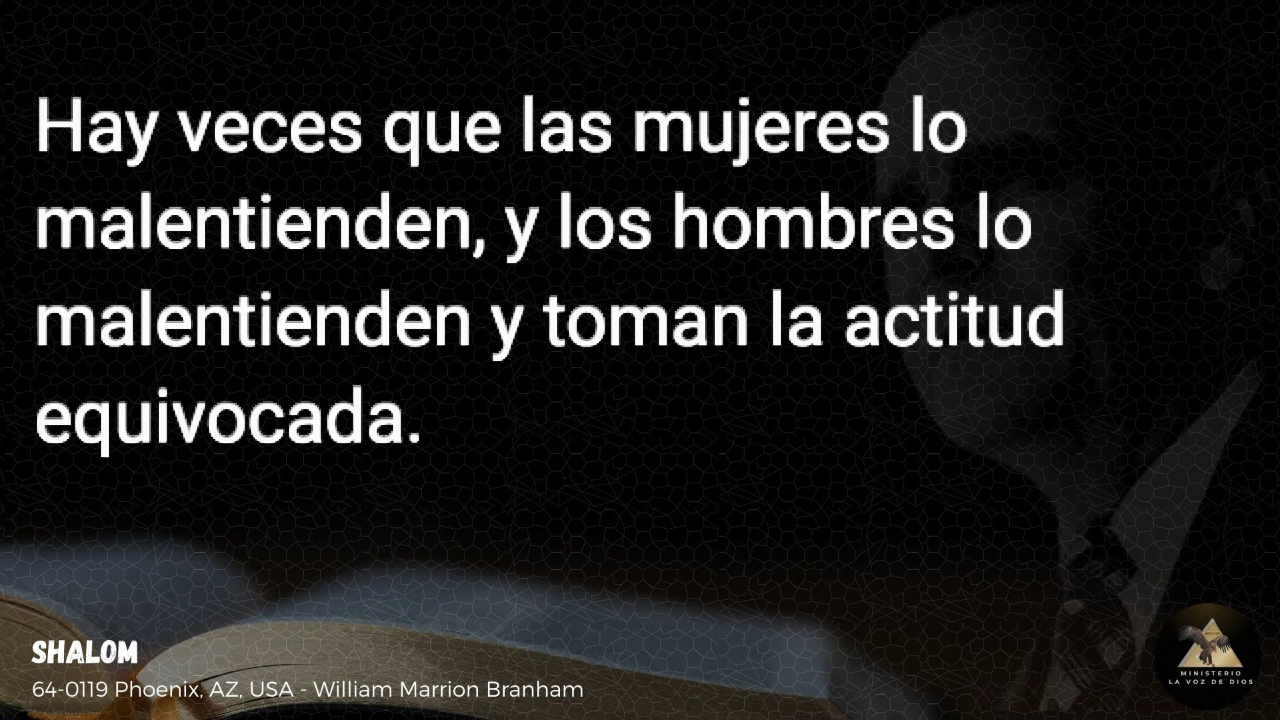 Hay veces que las mujeres lo
malentienden, y los hombres lo
malentienden y toman la actitud
equivocada.
SHALOM
64-0119 Phoenix, AZ, USA - William Marrion Branham
MINISTERIO
LA VOZ DE DIOS